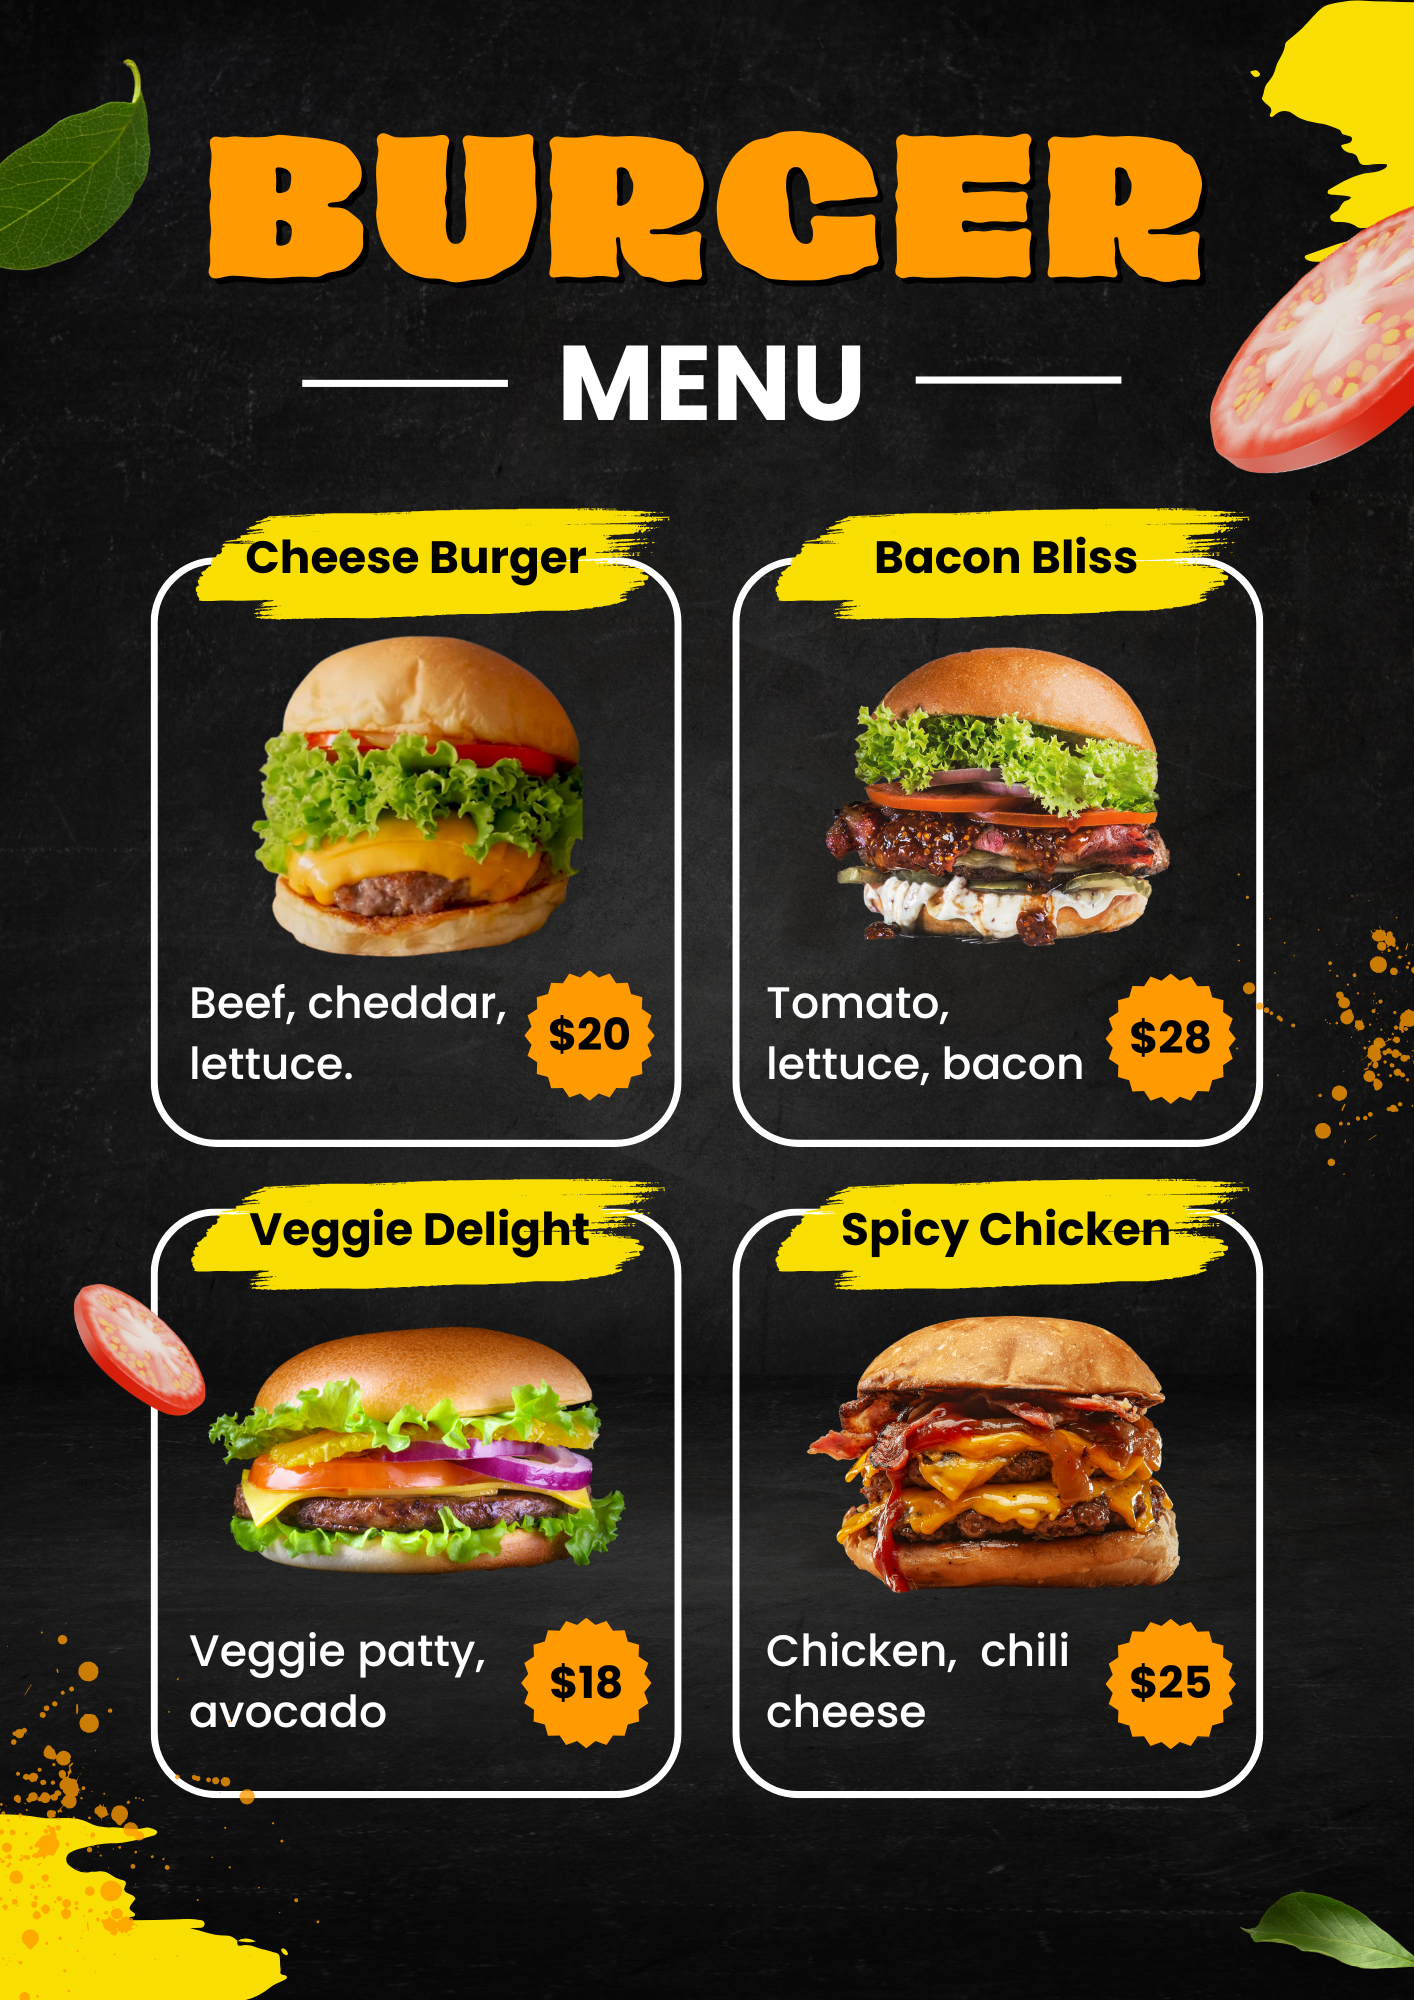 BURGER
MENU
Cheese Burger
Beef, cheddar,
lettuce.
$20
Bacon Bliss
Tomato,
lettuce, bacon
$28
Veggie Delight
Veggie patty,
avocado
$18
Spicy Chicken
Chicken,  chili
cheese
$25